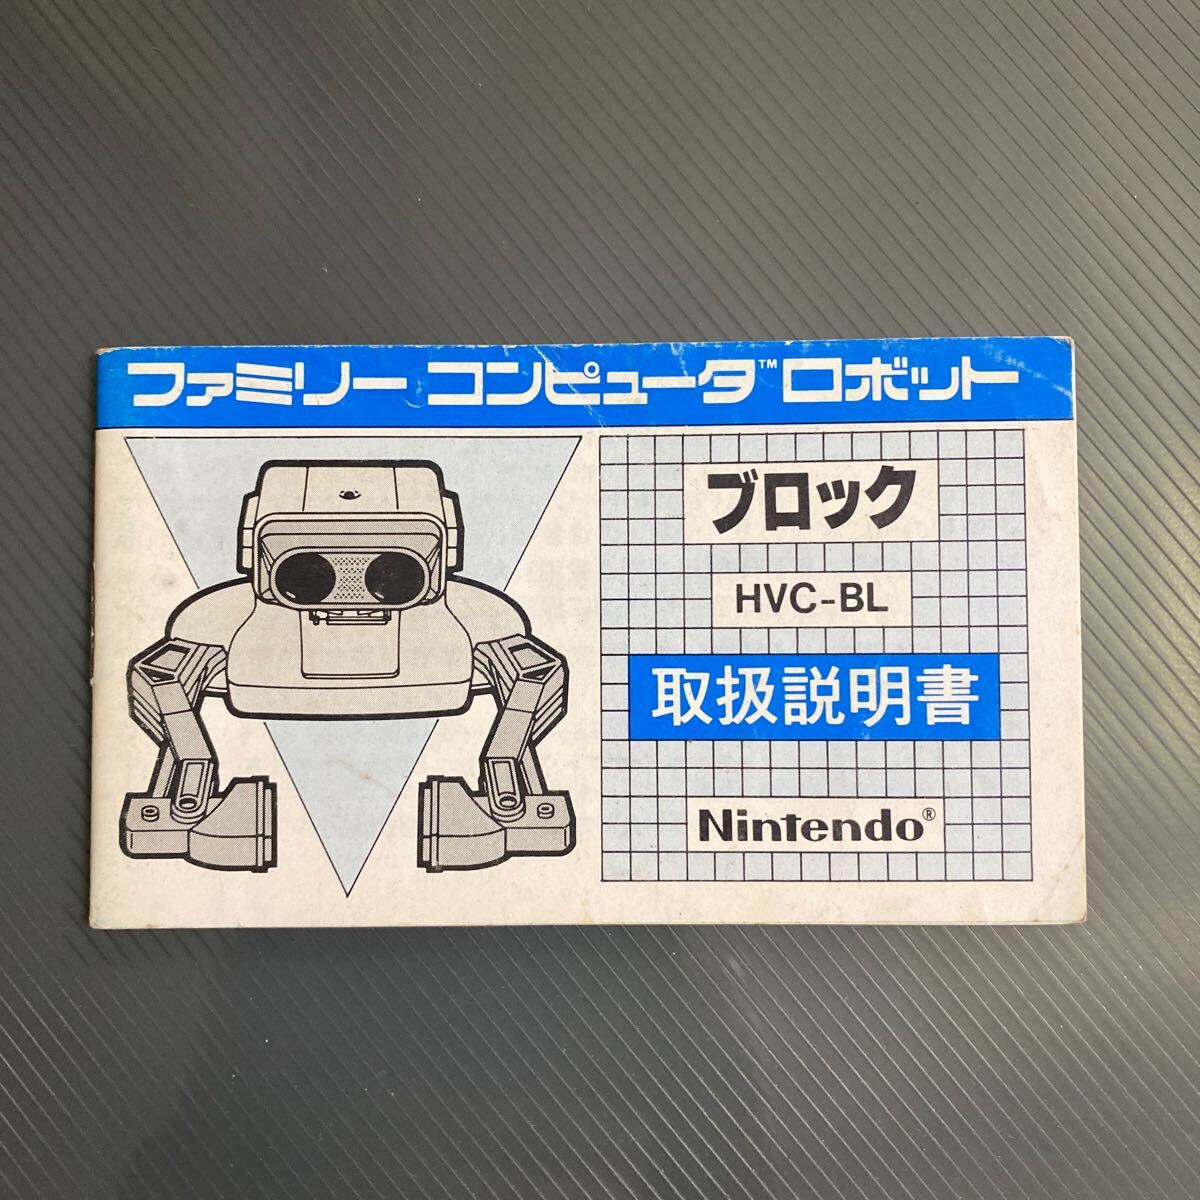 ファミリー コンピュータ™ ロボット
ブロック
HVC-BL
取扱説明書
Nintendo®